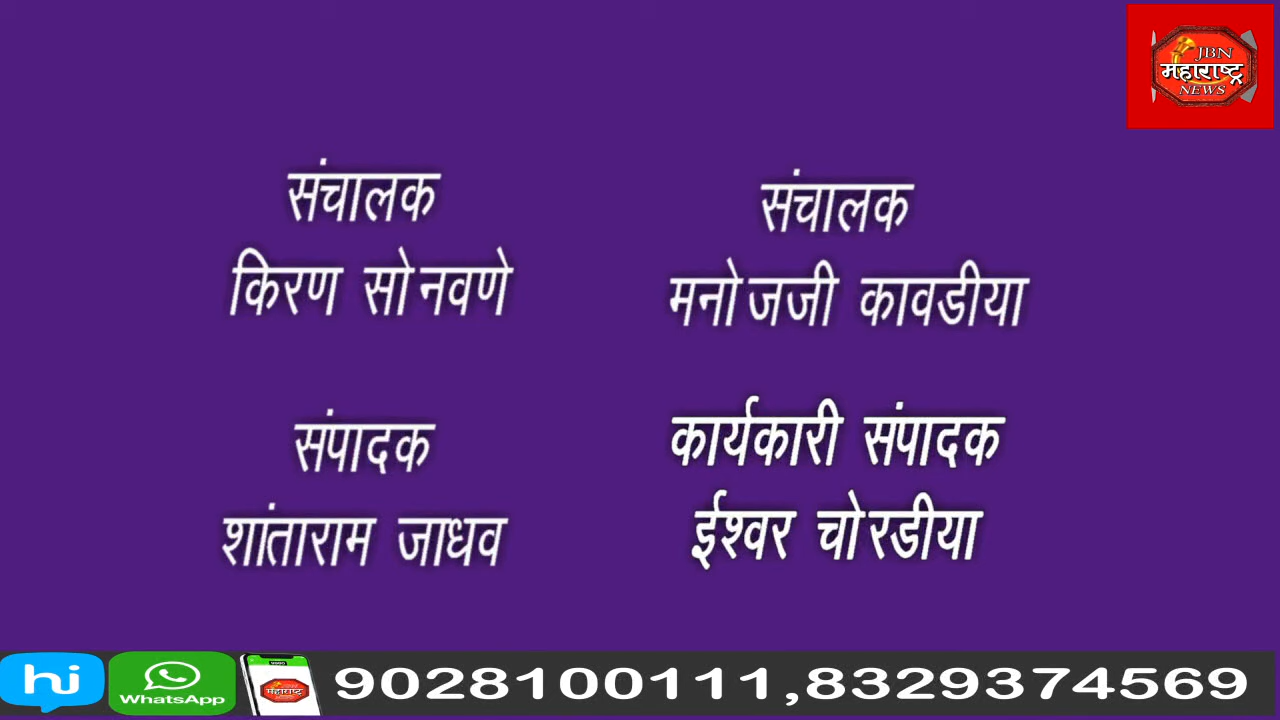 JBN
महाराष्ट्र
NEWS
संचालक
किरण सोनवणे
संचालक
मनोजजी कावडीया
संपादक
शांताराम जाधव
कार्यकारी संपादक
ईश्वर चोरडीया
hi
WhatsApp
महाराष्ट्र
9028100111,8329374569